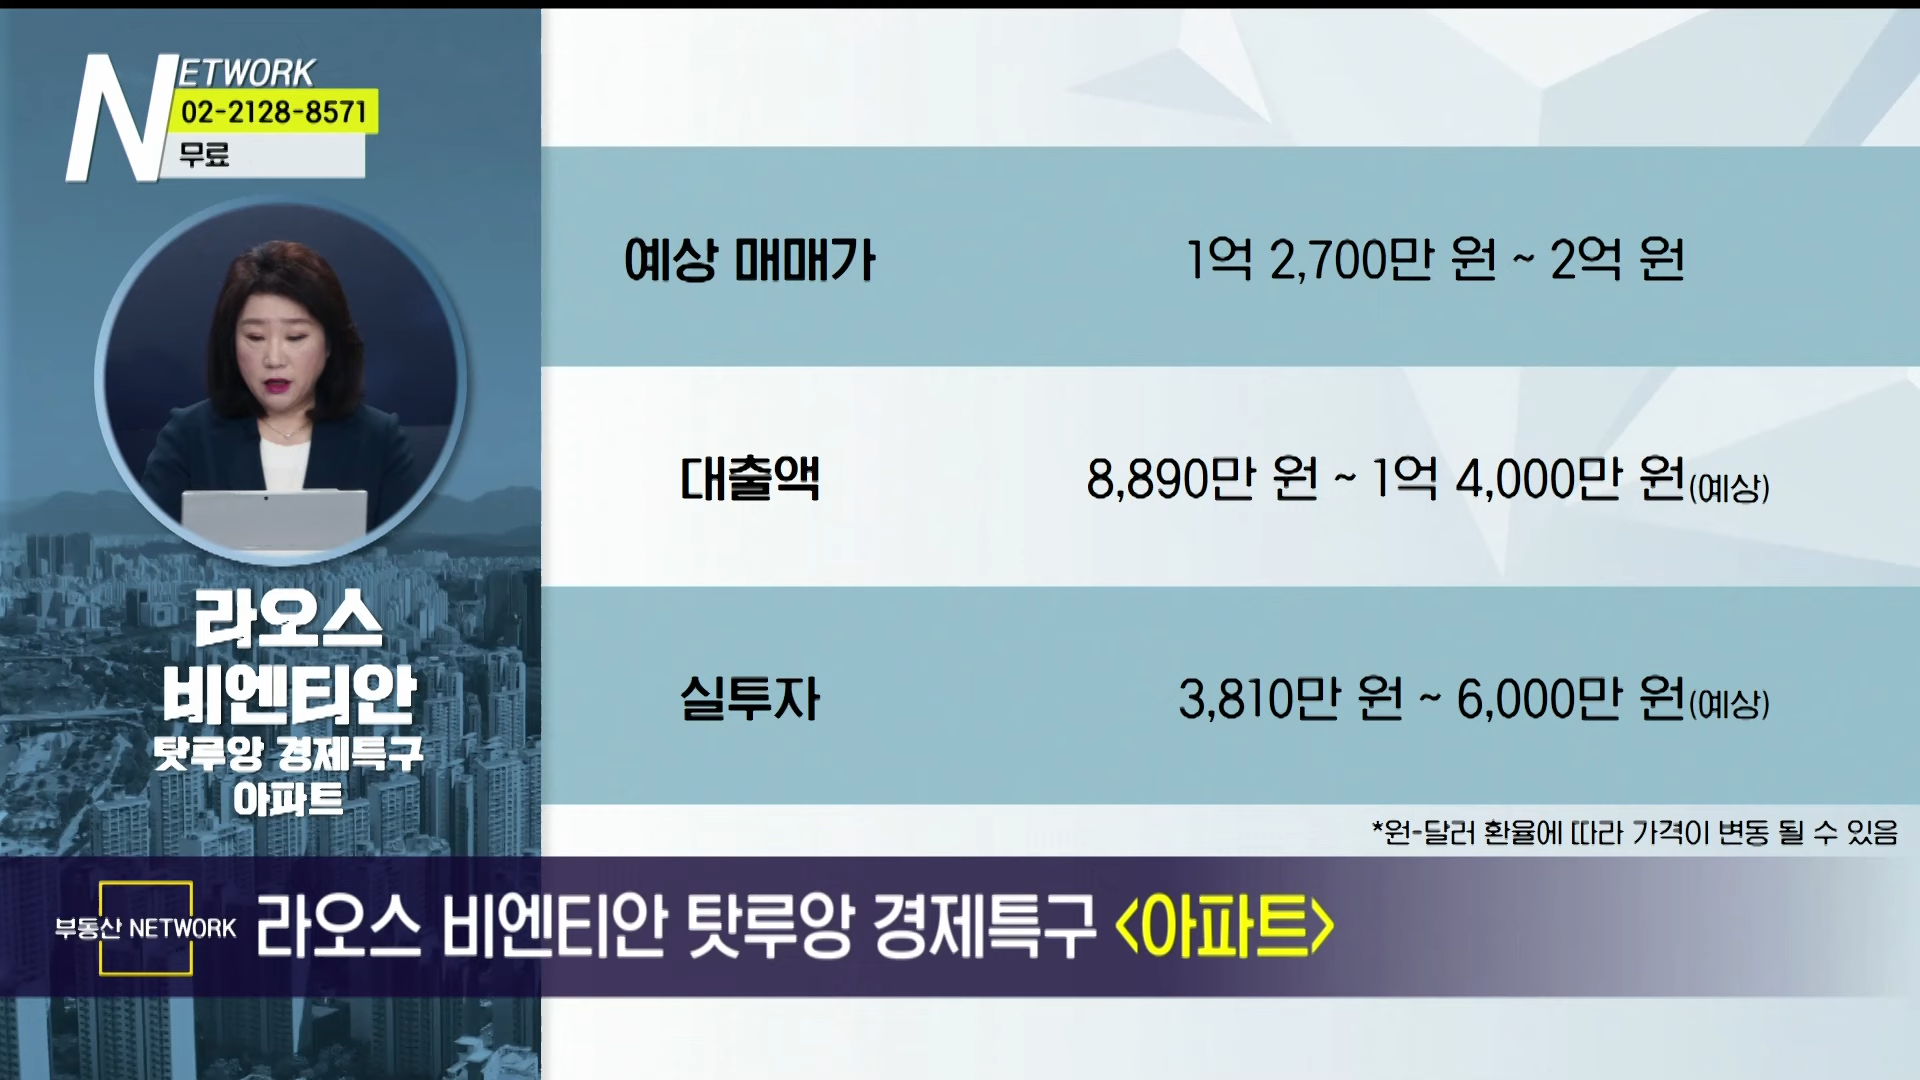 NETWORK
02-2128-8571
무료
예상 매매가 1억 2,700만 원 ~ 2억 원
대출액 8,890만 원 ~ 1억 4,000만 원(예상)
실투자 3,810만 원 ~ 6,000만 원(예상)
*원-달러 환율에 따라 가격이 변동 될 수 있음
라오스
비엔티안
탓루앙 경제특구
아파트
부동산 NETWORK
라오스 비엔티안 탓루앙 경제특구 <아파트>